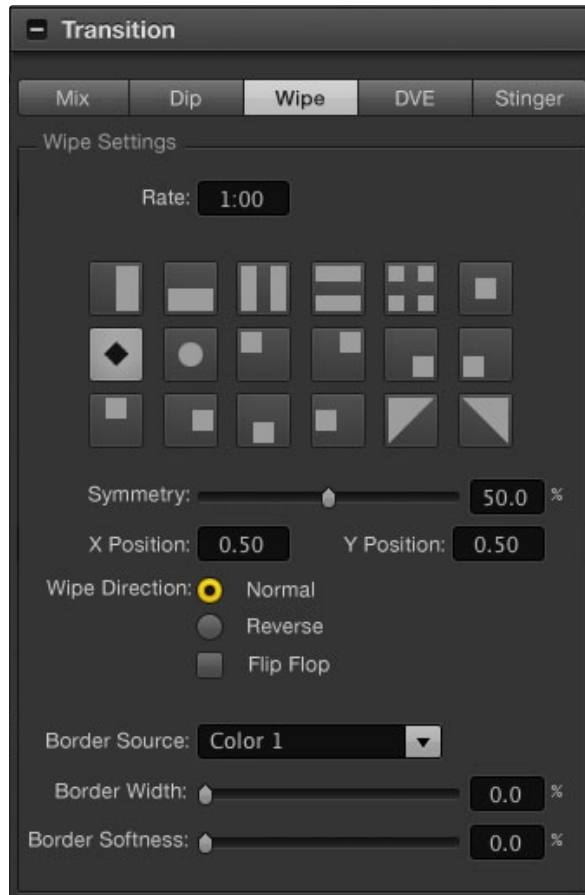 Transition
Mix Dip Wipe DVE Stinger
Wipe Settings
Rate: 1:00
Symmetry: 50.0 %
X Position: 0.50 Y Position: 0.50
Wipe Direction: Normal
Reverse
Flip Flop
Border Source: Color 1
Border Width: 0.0 %
Border Softness: 0.0 %